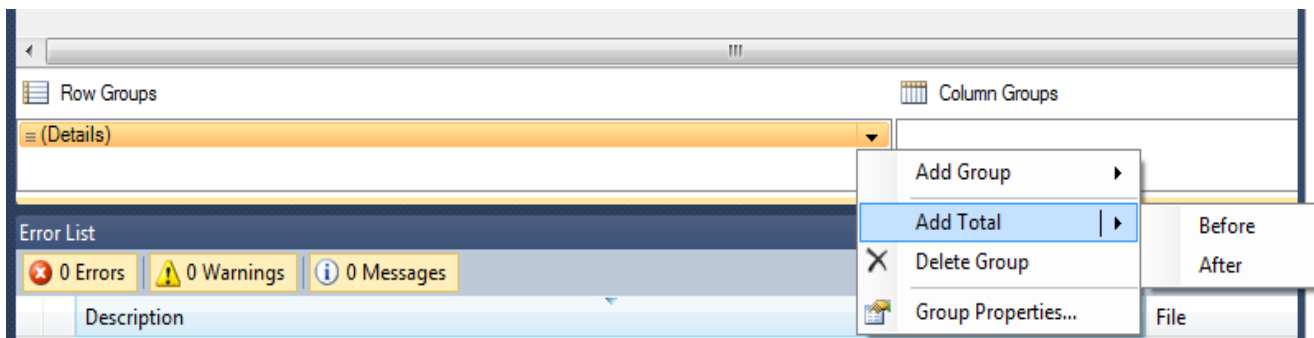 Row Groups
Column Groups
(Details)
Add Group
Add Total
Before
After
Delete Group
Group Properties...
Error List
0 Errors
0 Warnings
0 Messages
Description
File